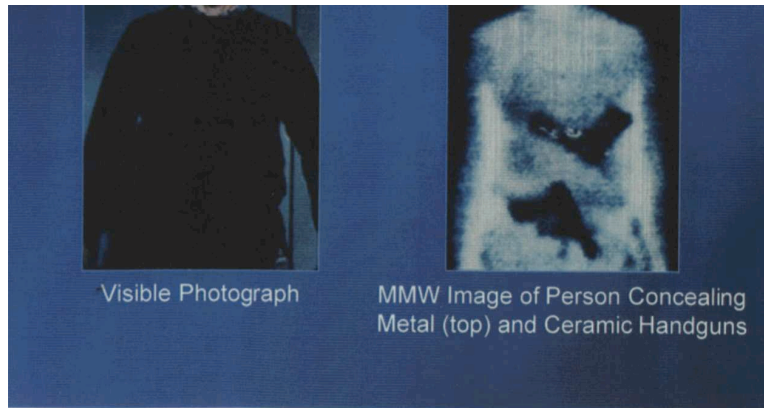 Visible Photograph
MMW Image of Person Concealing
Metal (top) and Ceramic Handguns